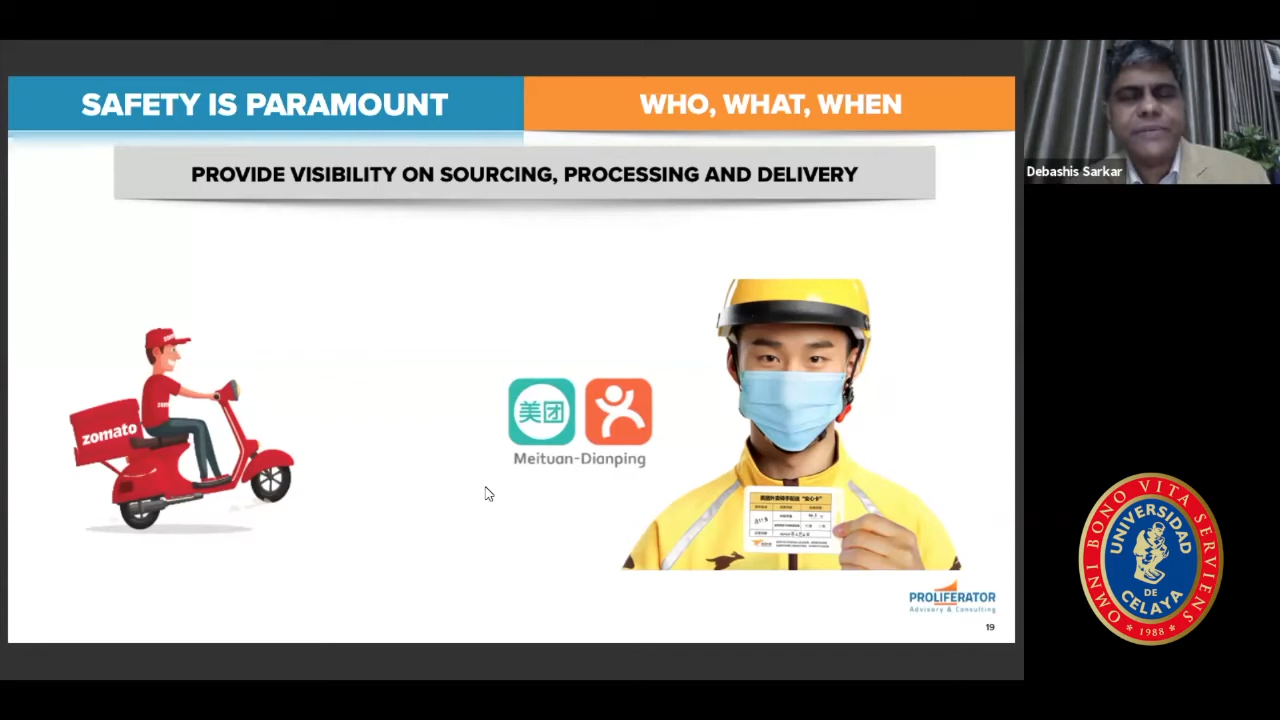 SAFETY IS PARAMOUNT
WHO, WHAT, WHEN
PROVIDE VISIBILITY ON SOURCING, PROCESSING AND DELIVERY
Debashis Sarkar
zomato
美团
Meituan-Dianping
PROLIFERATOR
Advisory & Consulting
19
OMNI BONO VITA SERVIENS
UNIVERSIDAD
DE
CELAYA
* 1988 *